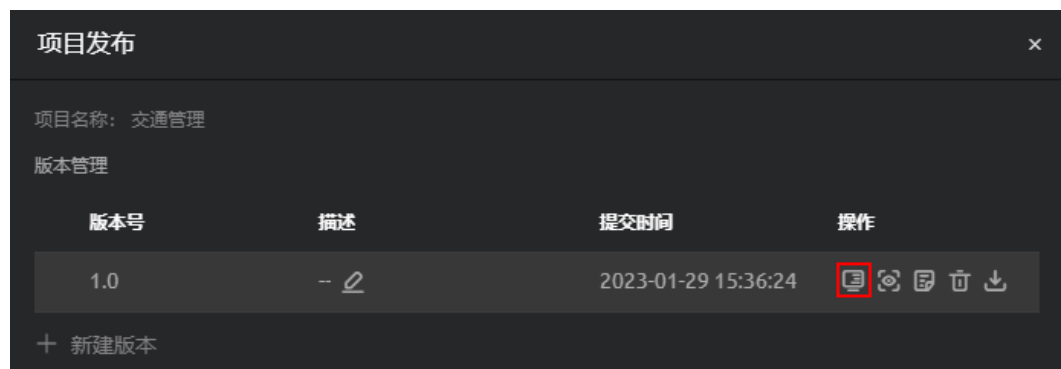 项目发布
项目名称： 交通管理
版本管理
版本号 描述 提交时间 操作
1.0 -- 2023-01-29 15:36:24
新建版本